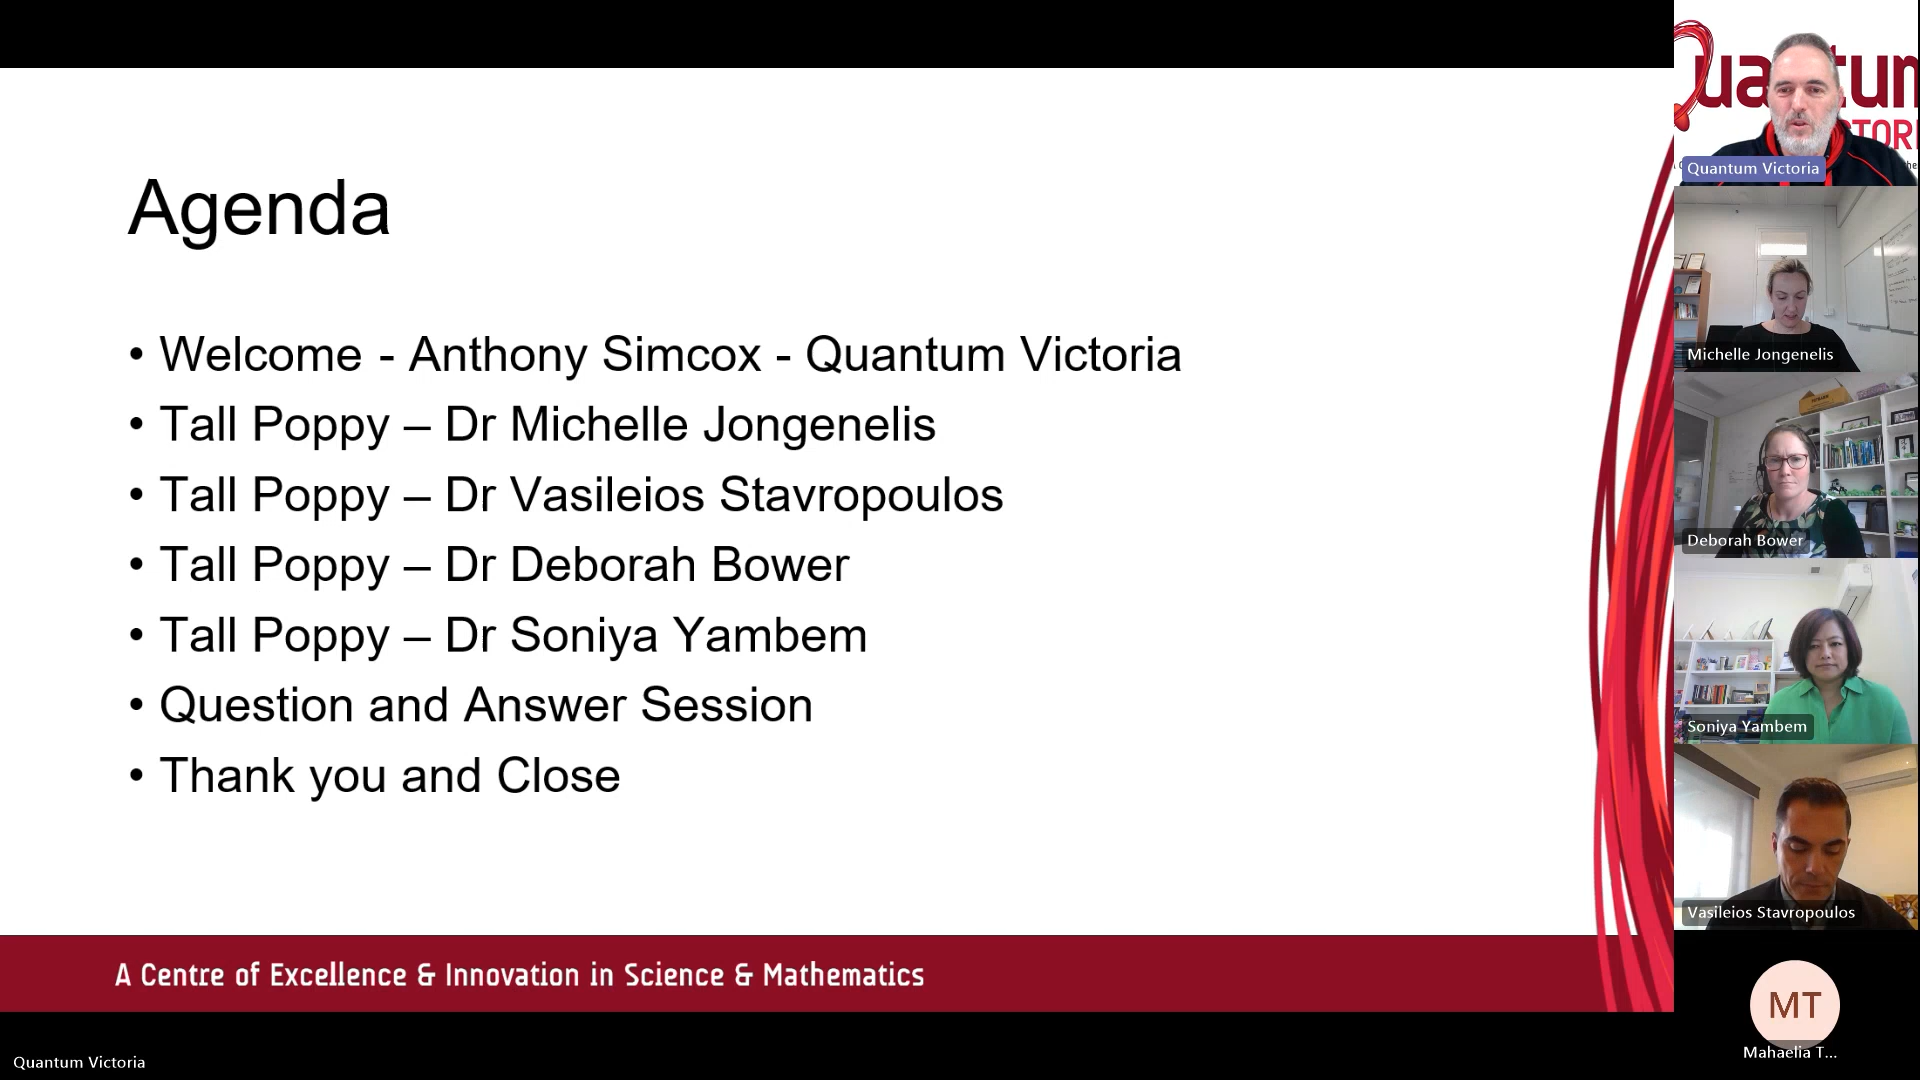 Agenda
• Welcome - Anthony Simcox - Quantum Victoria
• Tall Poppy – Dr Michelle Jongenelis
• Tall Poppy – Dr Vasileios Stavropoulos
• Tall Poppy – Dr Deborah Bower
• Tall Poppy – Dr Soniya Yambem
• Question and Answer Session
• Thank you and Close
A Centre of Excellence & Innovation in Science & Mathematics
Quantum Victoria
Quantum Victoria
Michelle Jongenelis
Deborah Bower
Soniya Yambem
Vasileios Stavropoulos
MT
Mahaelia T...